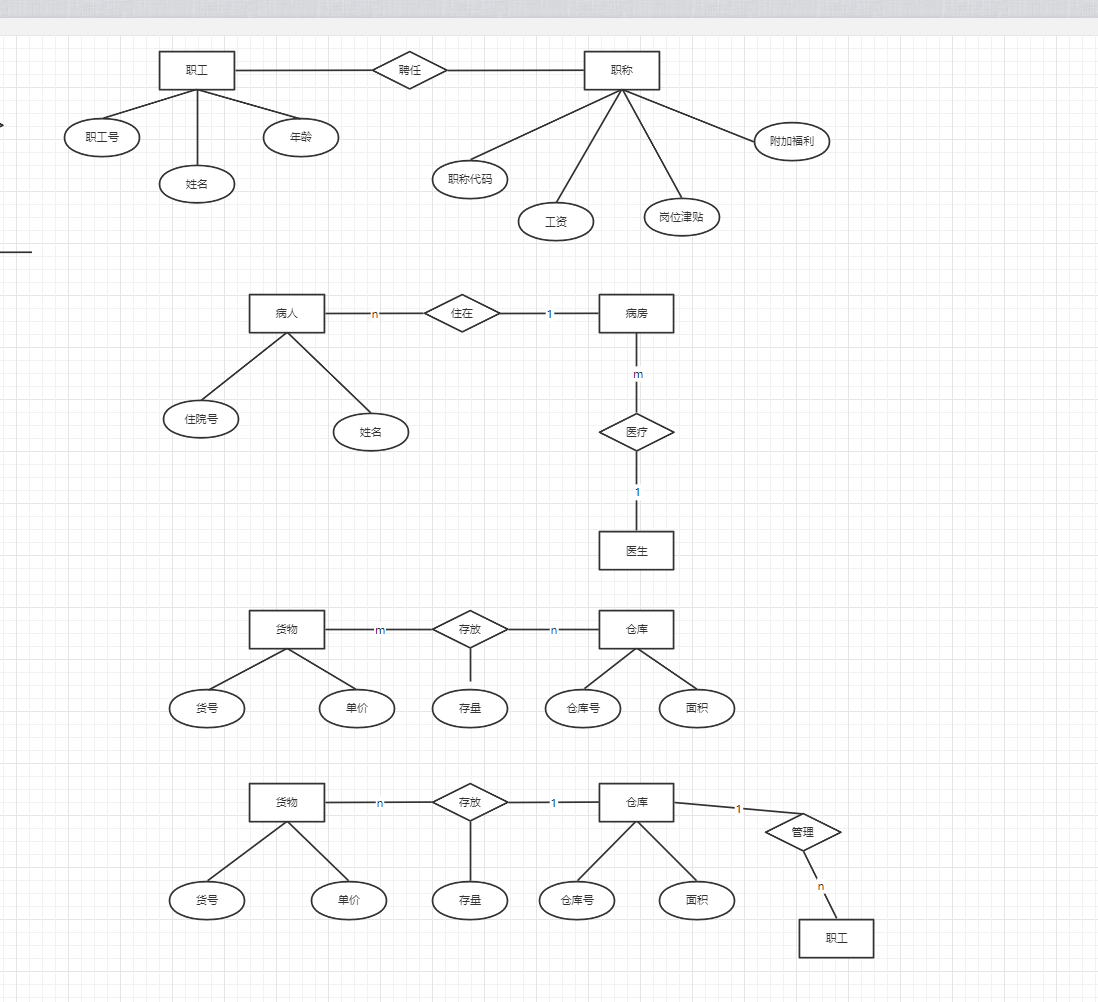 职工
聘任
职称
职工号
年龄
附加福利
姓名
职称代码
工资
岗位津贴
病人
n
住在
1
病房
m
住院号
姓名
医疗
1
医生
货物
m
存放
n
仓库
货号
单价
存量
仓库号
面积
货物
n
存放
1
仓库
1
管理
n
货号
单价
存量
仓库号
面积
职工